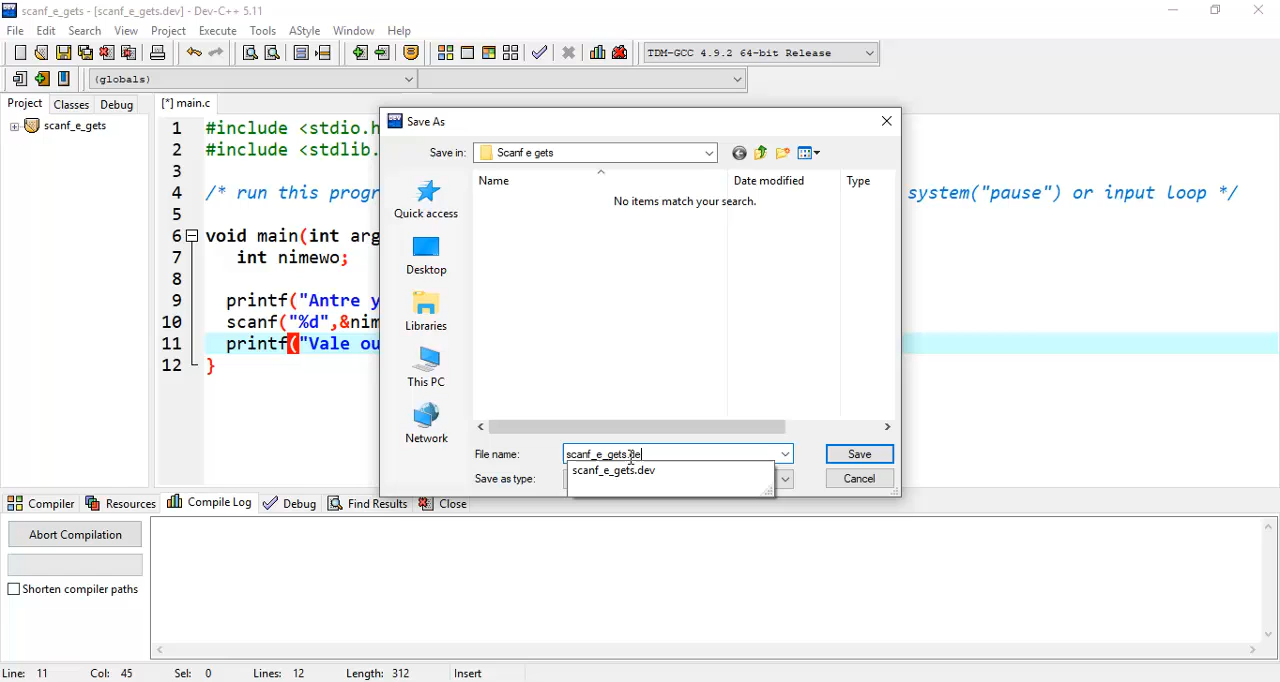 scanf_e_gets - [scanf_e_gets.dev] - Dev-C++ 5.11
File Edit Search View Project Execute Tools AStyle Window Help
TDM-GCC 4.9.2 64-bit Release
(globals)
Project Classes Debug
[*] main.c
scanf_e_gets
1 #include <stdio.h
2 #include <stdlib.
3
4 /* run this progr system("pause") or input loop */
5
6 void main(int arg
7 int nimewo;
8
9 printf("Antre y
10 scanf("%d",&nim
11 printf("Vale ou
12 }
Save As
Save in: Scanf e gets
Name Date modified Type
No items match your search.
Quick access
Desktop
Libraries
This PC
Network
File name: scanf_e_gets.de Save
scanf_e_gets.dev
Save as type: Cancel
Compiler Resources Compile Log Debug Find Results Close
Abort Compilation
Shorten compiler paths
Line: 11 Col: 45 Sel: 0 Lines: 12 Length: 312 Insert